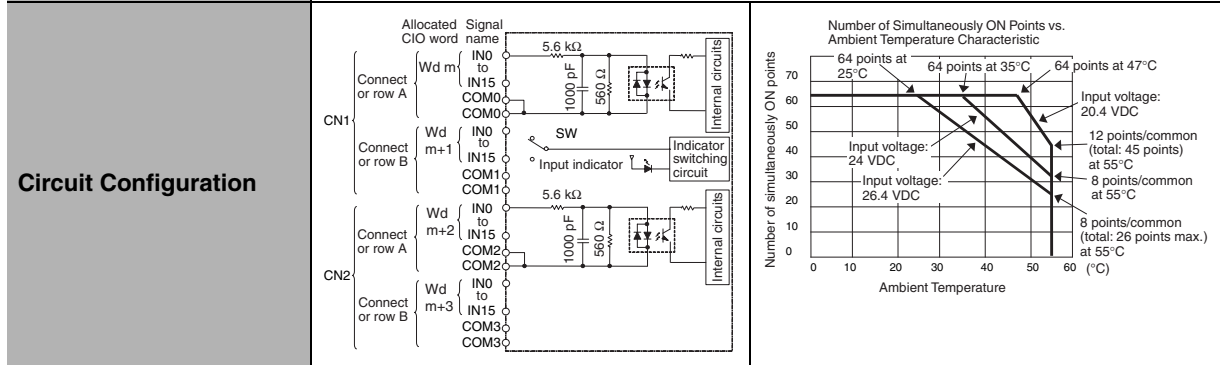 Circuit Configuration
Allocated Signal
CIO word name
CN1
Connect
or row A
Wd m
IN0
to
IN15
COM0
COM0
Connect
or row B
Wd
m+1
IN0
to
IN15
COM1
COM1
CN2
Connect
or row A
Wd
m+2
IN0
to
IN15
COM2
COM2
Connect
or row B
Wd
m+3
IN0
to
IN15
COM3
COM3
5.6 kΩ
1000 pF
560 Ω
Internal circuits
SW
Input indicator
Indicator
switching
circuit
5.6 kΩ
1000 pF
560 Ω
Internal circuits
Number of Simultaneously ON Points vs.
Ambient Temperature Characteristic
64 points at
25°C
64 points at 35°C
64 points at 47°C
Number of simultaneously ON points
70
60
50
40
30
20
10
0
Input voltage:
20.4 VDC
Input voltage:
24 VDC
Input voltage:
26.4 VDC
12 points/common
(total: 45 points)
at 55°C
8 points/common
at 55°C
8 points/common
(total: 26 points max.)
at 55°C
0 10 20 30 40 50 60 (°C)
Ambient Temperature